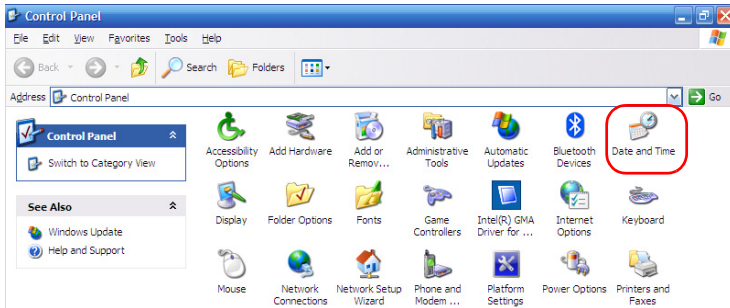 Control Panel
File Edit View Favorites Tools Help
Back Search Folders
Address Control Panel Go
Control Panel
Switch to Category View
See Also
Windows Update
Help and Support
Accessibility Options
Add Hardware
Add or Remov...
Administrative Tools
Automatic Updates
Bluetooth Devices
Date and Time
Display
Folder Options
Fonts
Game Controllers
Intel(R) GMA Driver for ...
Internet Options
Keyboard
Mouse
Network Connections
Network Setup Wizard
Phone and Modem ...
Platform Settings
Power Options
Printers and Faxes